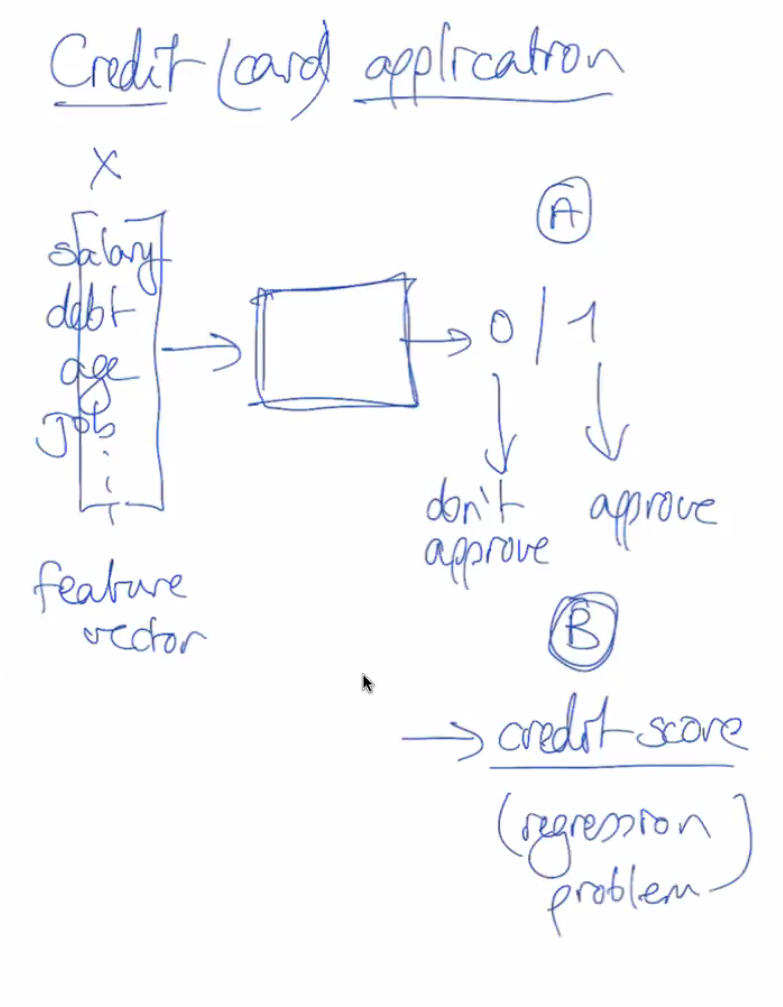 Credit (card) application
X
salary
debt
age
Job
feature
vector
A
0 | 1
don't
approve
approve
B
→ credit score
(regression
problem)